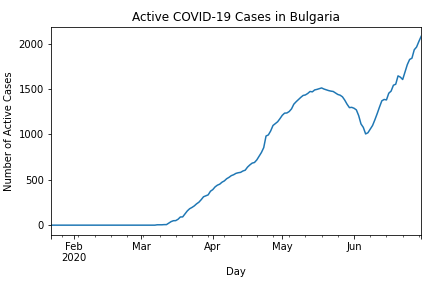 Active COVID-19 Cases in Bulgaria
2000
1500
1000
500
0
Number of Active Cases
Feb
2020
Mar
Apr
May
Jun
Day